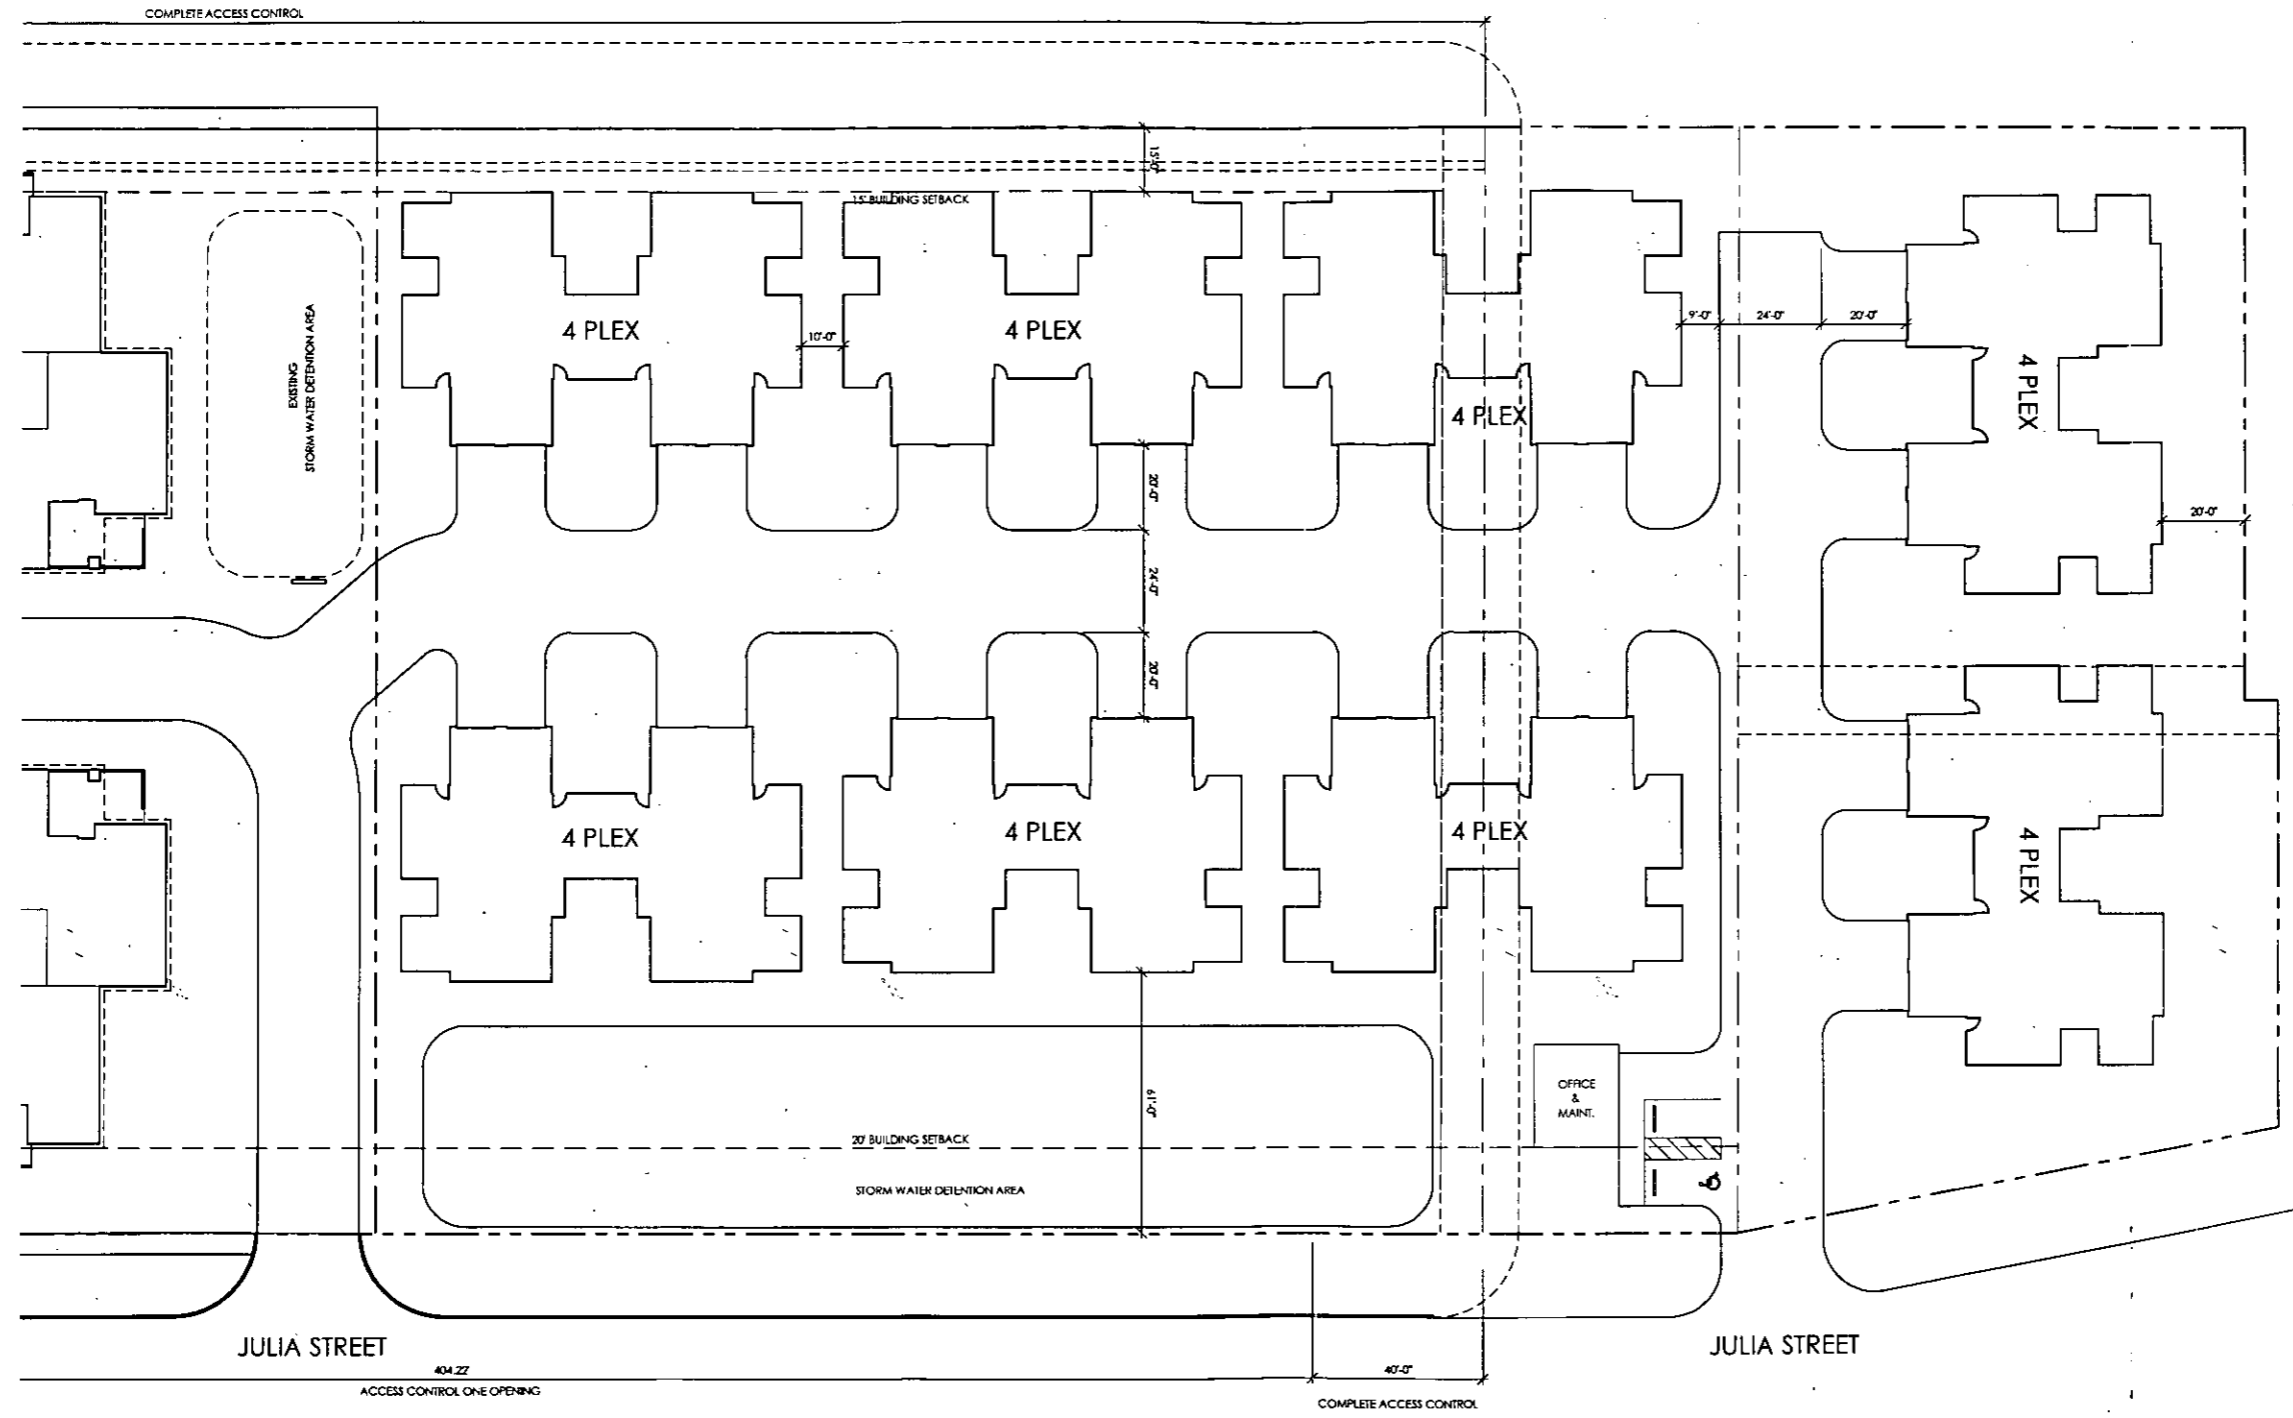 COMPLETE ACCESS CONTROL
15'-0"
15' BUILDING SETBACK
EXISTING
STORM WATER DETENTION AREA
4 PLEX
10'-0"
4 PLEX
4 PLEX
9'-0"
24'-0"
20'-0"
4 PLEX
20'-0"
20'-0"
24'-0"
20'-0"
4 PLEX
4 PLEX
4 PLEX
4 PLEX
61'-0"
OFFICE
&
MAINT.
20' BUILDING SETBACK
STORM WATER DETENTION AREA
JULIA STREET
JULIA STREET
404.22'
ACCESS CONTROL ONE OPENING
40'-0"
COMPLETE ACCESS CONTROL